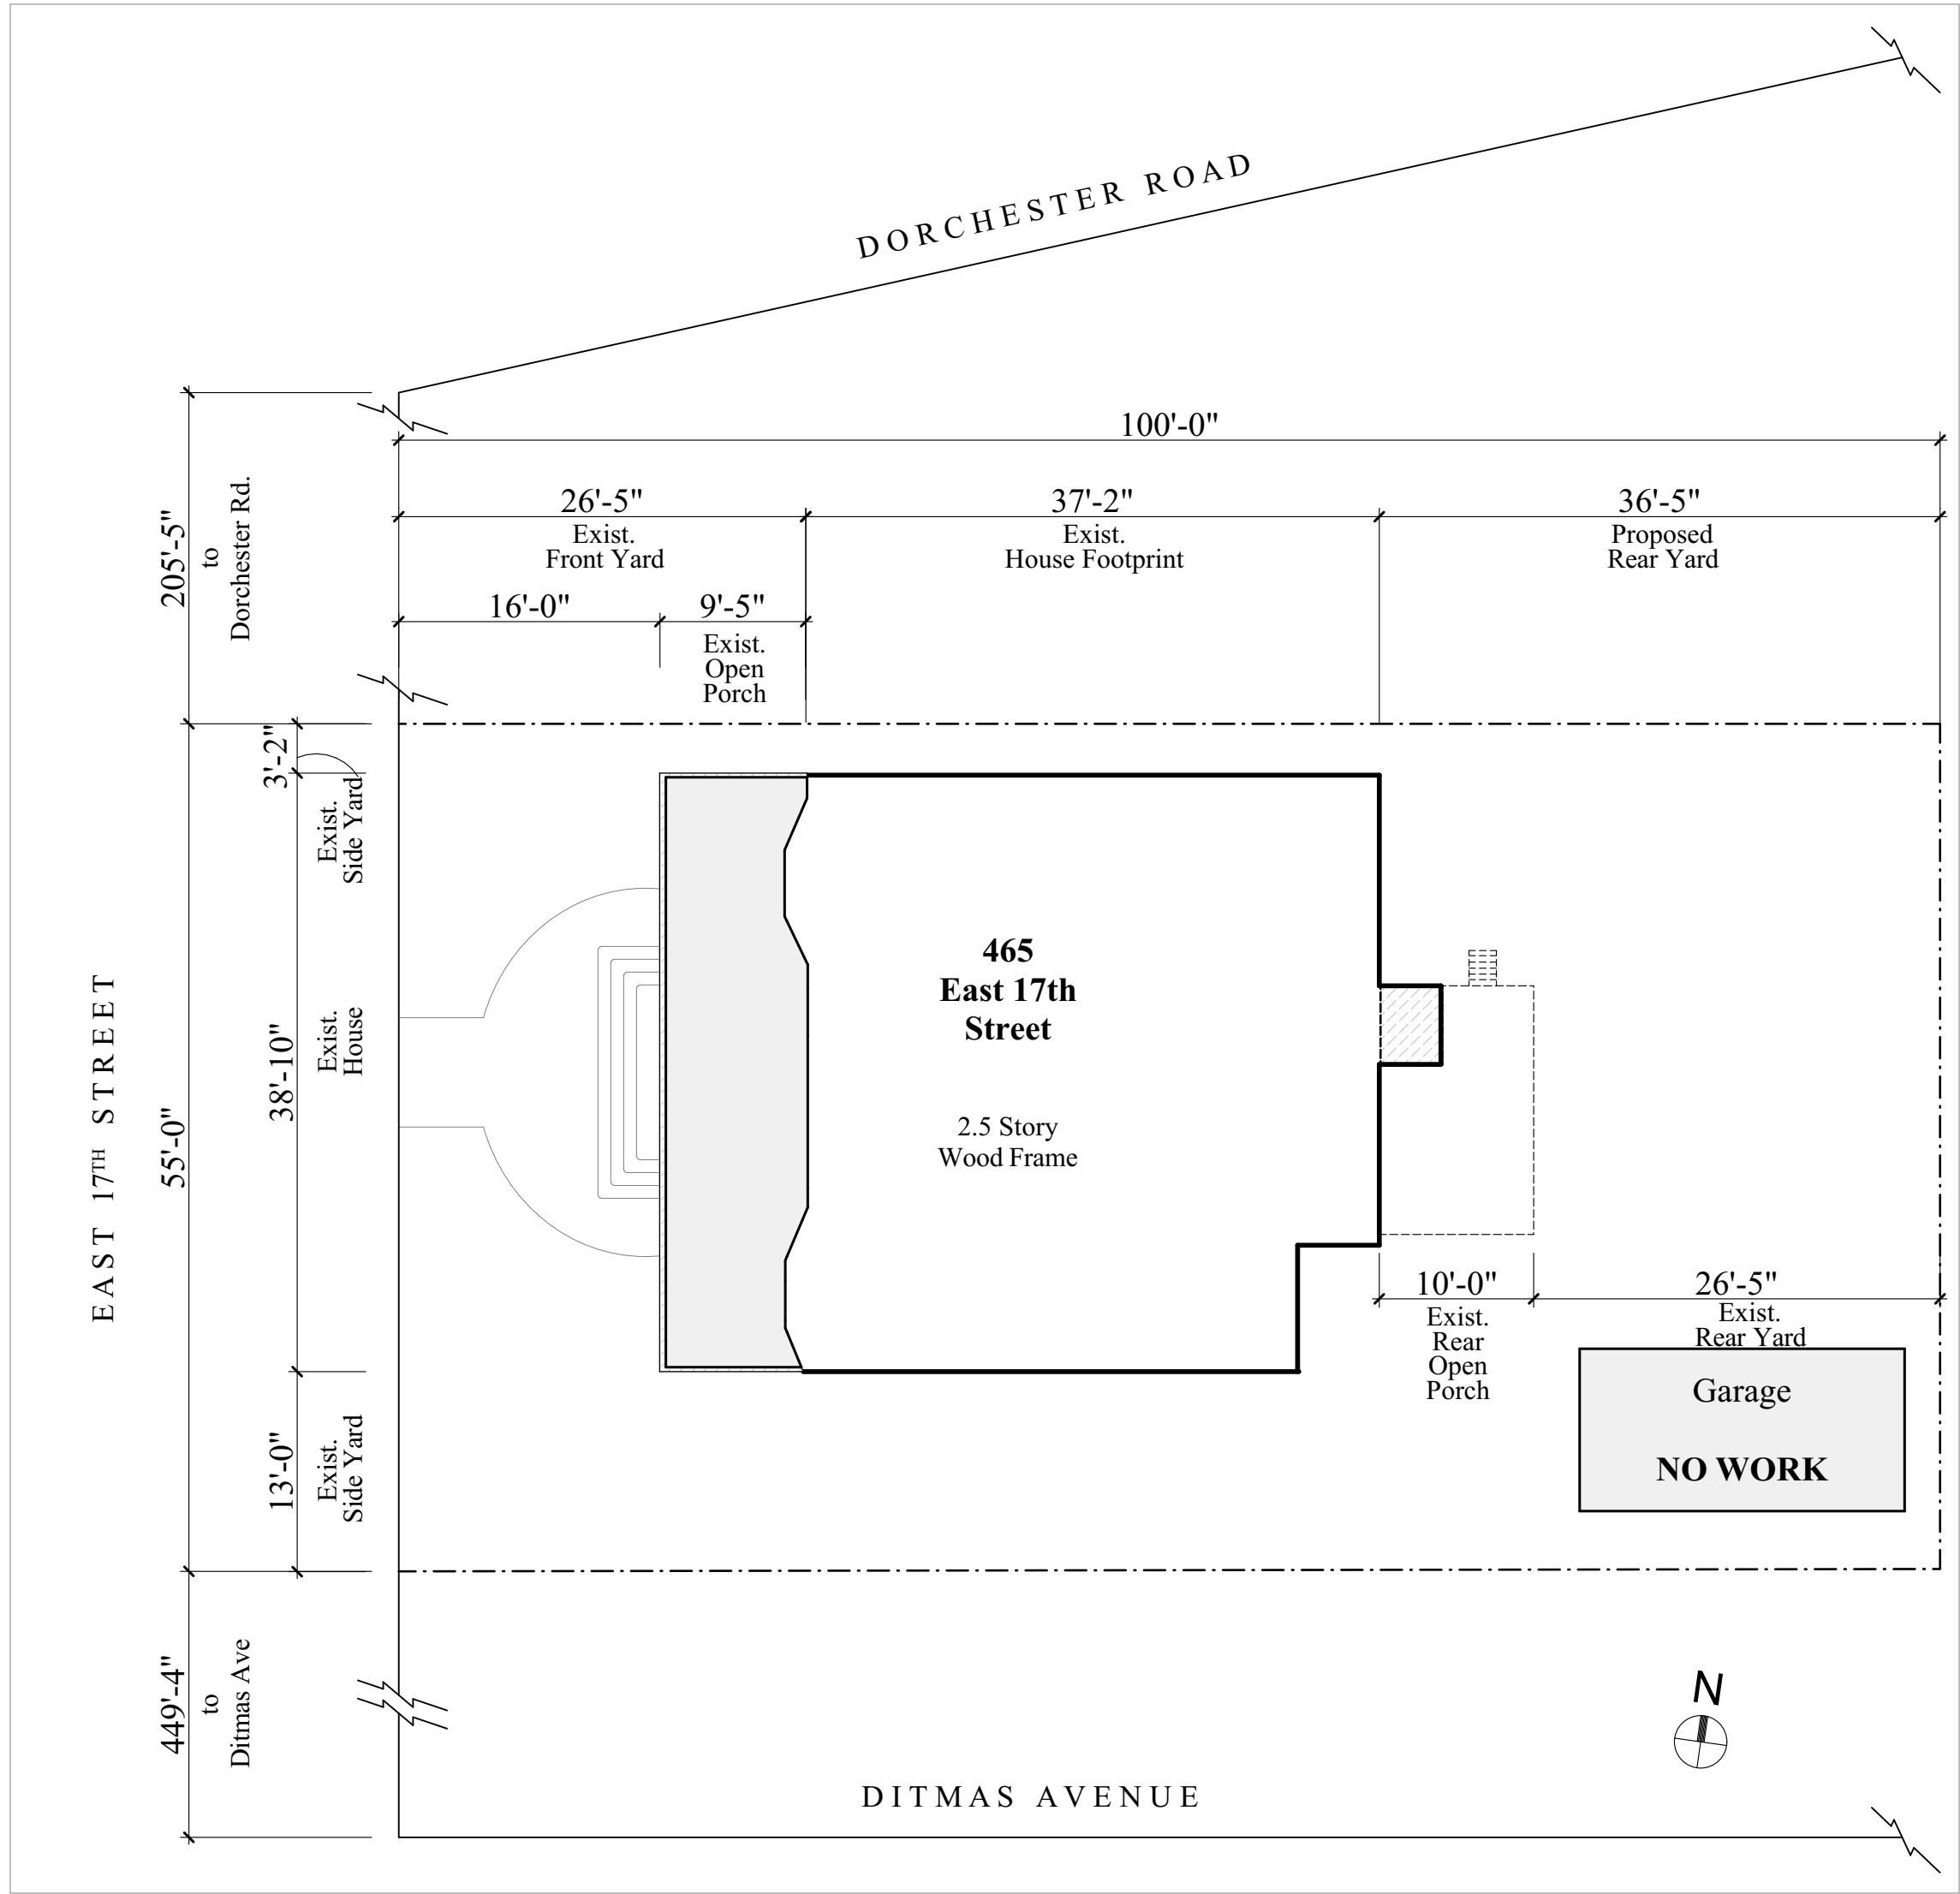 DORCHESTER ROAD
100'-0"
26'-5"
Exist.
Front Yard
37'-2"
Exist.
House Footprint
36'-5"
Proposed
Rear Yard
16'-0"
9'-5"
Exist.
Open
Porch
205'-5"
to
Dorchester Rd.
3'-2"
Exist.
Side Yard
EAST 17TH STREET
55'-0"
38'-10"
Exist.
House
465
East 17th
Street
2.5 Story
Wood Frame
10'-0"
Exist.
Rear
Open
Porch
26'-5"
Exist.
Rear Yard
Garage
NO WORK
13'-0"
Exist.
Side Yard
449'-4"
to
Ditmas Ave
N
DITMAS AVENUE